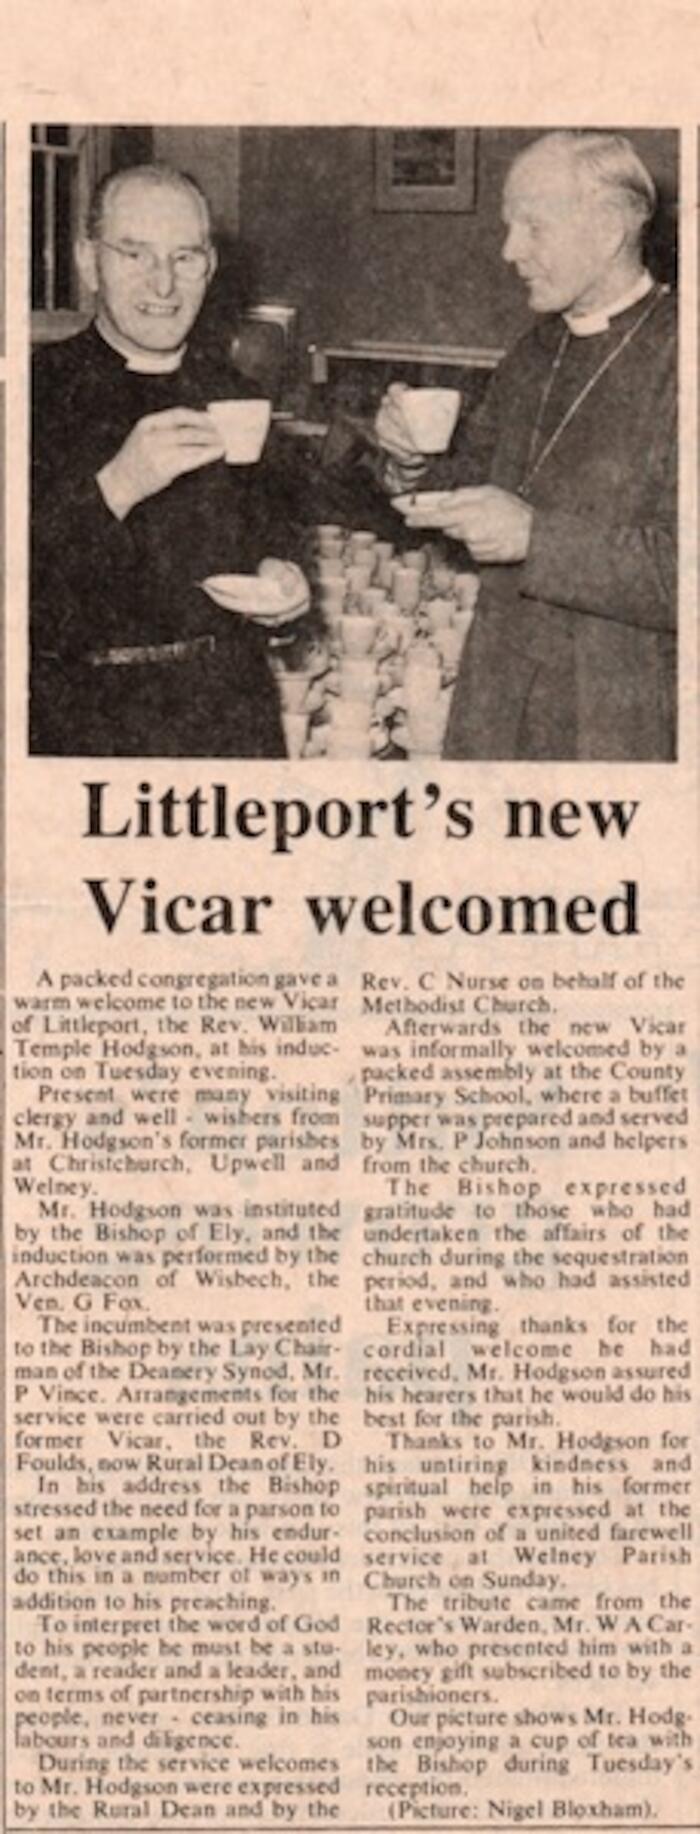 Littleport's new
Vicar welcomed
A packed congregation gave a
warm welcome to the new Vicar
of Littleport, the Rev. William
Temple Hodgson, at his induc-
tion on Tuesday evening.
Present were many visiting
clergy and well - wishers from
Mr. Hodgson's former parishes
at Christchurch, Upwell and
Welney.
Mr. Hodgson was instituted
by the Bishop of Ely, and the
induction was performed by the
Archdeacon of Wisbech, the
Ven. G Fox.
The incumbent was presented
to the Bishop by the Lay Chair-
man of the Deanery Synod, Mr.
P Vince. Arrangements for the
service were carried out by the
former Vicar, the Rev. D
Foulds, now Rural Dean of Ely.
In his address the Bishop
stressed the need for a parson to
set an example by his endur-
ance, love and service. He could
do this in a number of ways in
addition to his preaching.
To interpret the word of God
to his people he must be a stu-
dent, a reader and a leader, and
on terms of partnership with his
people, never - ceasing in his
labours and diligence.
During the service welcomes
to Mr. Hodgson were expressed
by the Rural Dean and by the
Rev. C Nurse on behalf of the
Methodist Church.
Afterwards the new Vicar
was informally welcomed by a
packed assembly at the County
Primary School, where a buffet
supper was prepared and served
by Mrs. P Johnson and helpers
from the church.
The Bishop expressed
gratitude to those who had
undertaken the affairs of the
church during the sequestration
period, and who had assisted
that evening.
Expressing thanks for the
cordial welcome he had
received, Mr. Hodgson assured
his hearers that he would do his
best for the parish.
Thanks to Mr. Hodgson for
his untiring kindness and
spiritual help in his former
parish were expressed at the
conclusion of a united farewell
service at Welney Parish
Church on Sunday.
The tribute came from the
Rector's Warden, Mr. W A Car-
ley, who presented him with a
money gift subscribed to by the
parishioners.
Our picture shows Mr. Hodg-
son enjoying a cup of tea with
the Bishop during Tuesday's
reception.
(Picture: Nigel Bloxham).